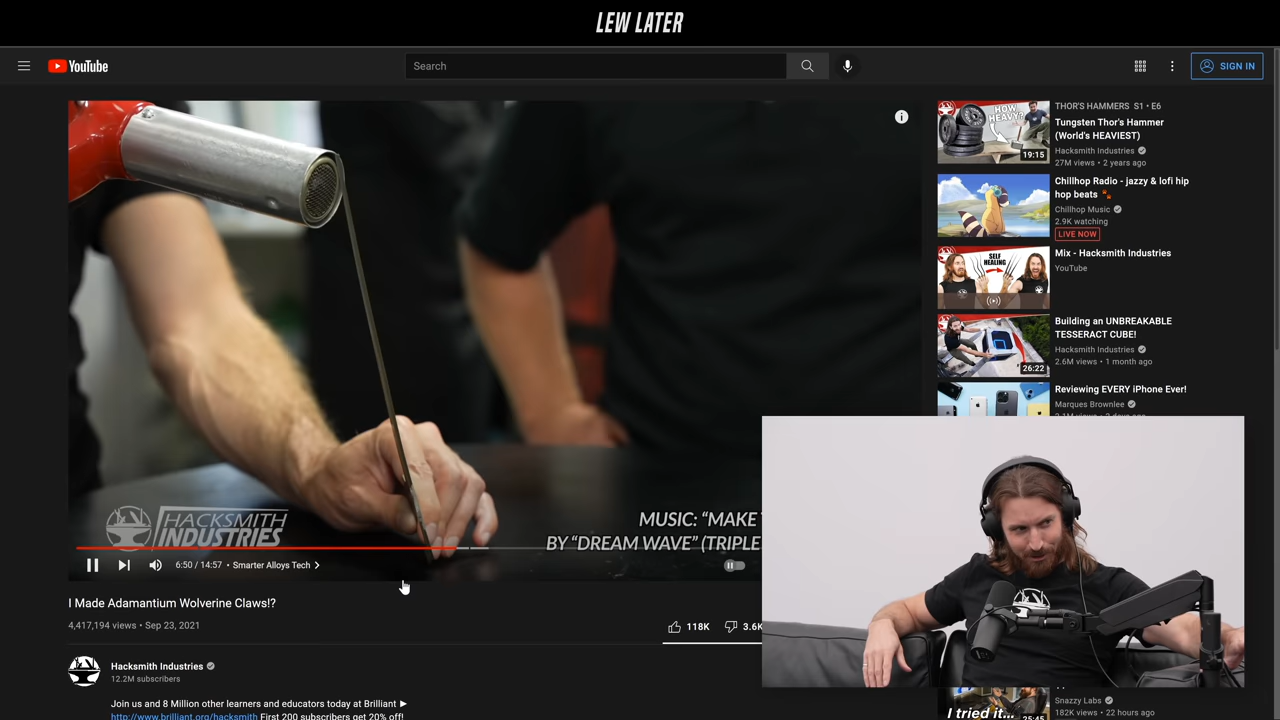 LEW LATER
YouTube
Search
SIGN IN
HACKSMITH
INDUSTRIES
MUSIC: “MAKE
BY “DREAM WAVE” (TRIPLE
6:50 / 14:57 • Smarter Alloys Tech
I Made Adamantium Wolverine Claws!?
4,417,194 views • Sep 23, 2021
118K
3.6K
Hacksmith Industries
12.2M subscribers
Join us and 8 Million other learners and educators today at Brilliant ►
http://www.brilliant.org/hacksmith First 200 subscribers get 20% off!
HOW
HEAVY?
19:15
THOR'S HAMMERS S1 • E6
Tungsten Thor's Hammer
(World's HEAVIEST)
Hacksmith Industries
27M views • 2 years ago
Chillhop Radio - jazzy & lofi hip
hop beats 🐾
Chillhop Music
2.9K watching
LIVE NOW
SELF
HEALING
Mix - Hacksmith Industries
YouTube
26:22
Building an UNBREAKABLE
TESSERACT CUBE!
Hacksmith Industries
2.6M views • 1 month ago
Reviewing EVERY iPhone Ever!
Marques Brownlee
I tried it...
25:45
Snazzy Labs
182K views • 22 hours ago